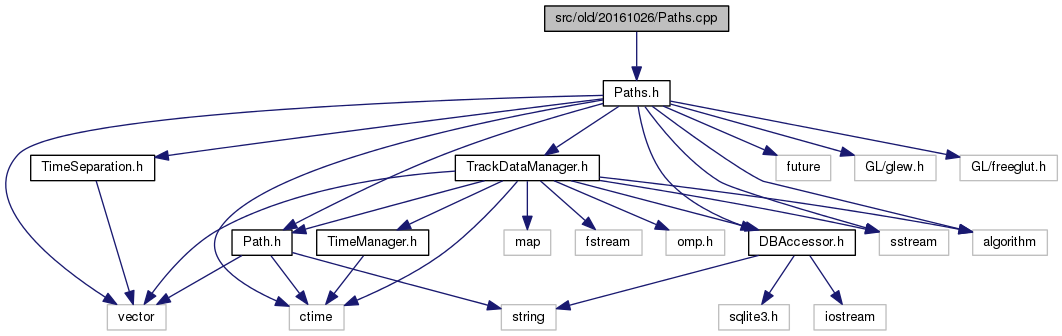 src/old/20161026/Paths.cpp
Paths.h
TimeSeparation.h
TrackDataManager.h
future
GL/glew.h
GL/freeglut.h
Path.h
TimeManager.h
map
fstream
omp.h
DBAccessor.h
sstream
algorithm
vector
ctime
string
sqlite3.h
iostream